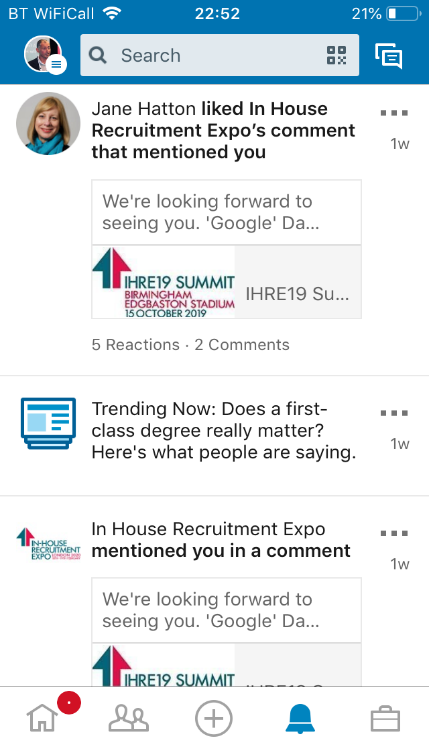 BT WiFiCall 22:52 21%
Search
Jane Hatton liked In House
Recruitment Expo's comment
that mentioned you
1w
We're looking forward to
seeing you. 'Google' Da...
IHRE19 SUMMIT
BIRMINGHAM
EDGBASTON STADIUM
15 OCTOBER 2019
IHRE19 Su...
5 Reactions · 2 Comments
Trending Now: Does a first-
class degree really matter?
Here's what people are saying.
1w
IN-HOUSE
RECRUITMENT
EXPO
In House Recruitment Expo
mentioned you in a comment
1w
We're looking forward to
seeing you. 'Google' Da...
IHRE19 SUMMIT